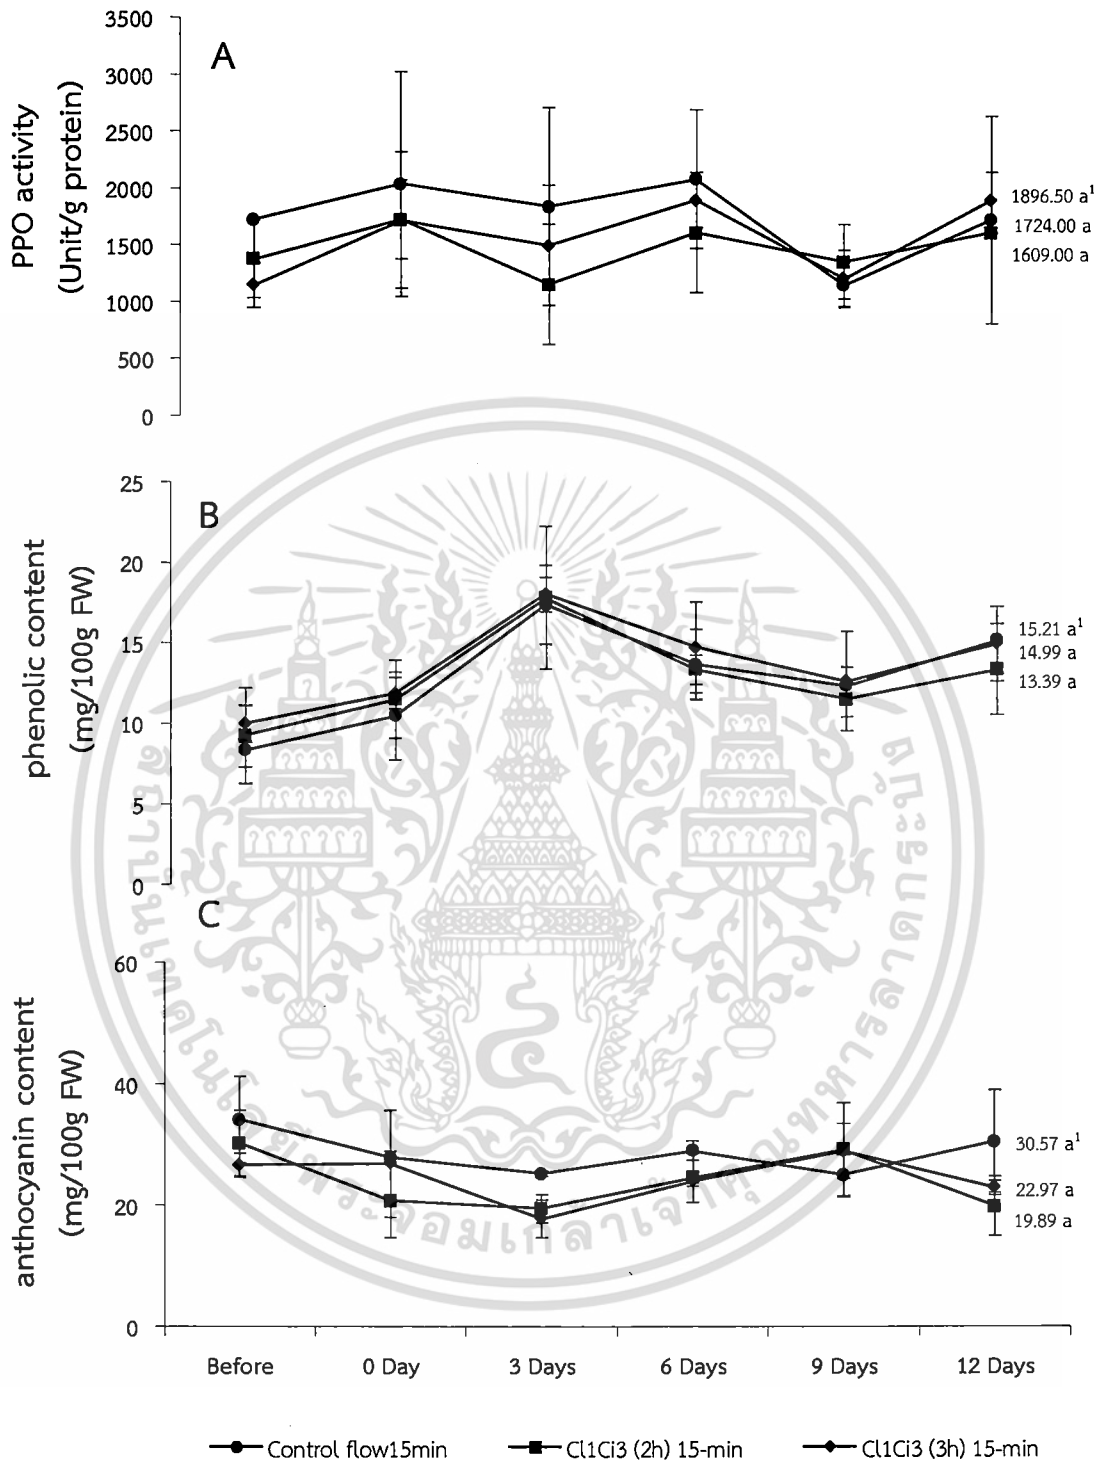 A
PPO activity
(Unit/g protein)
3500
3000
2500
2000
1500
1000
500
0
1896.50 a¹
1724.00 a
1609.00 a
B
phenolic content
(mg/100g FW)
25
20
15
10
5
0
15.21 a¹
14.99 a
13.39 a
C
anthocyanin content
(mg/100g FW)
60
40
20
0
30.57 a¹
22.97 a
19.89 a
Before 0 Day 3 Days 6 Days 9 Days 12 Days
Control flow15min Cl1Ci3 (2h) 15-min Cl1Ci3 (3h) 15-min